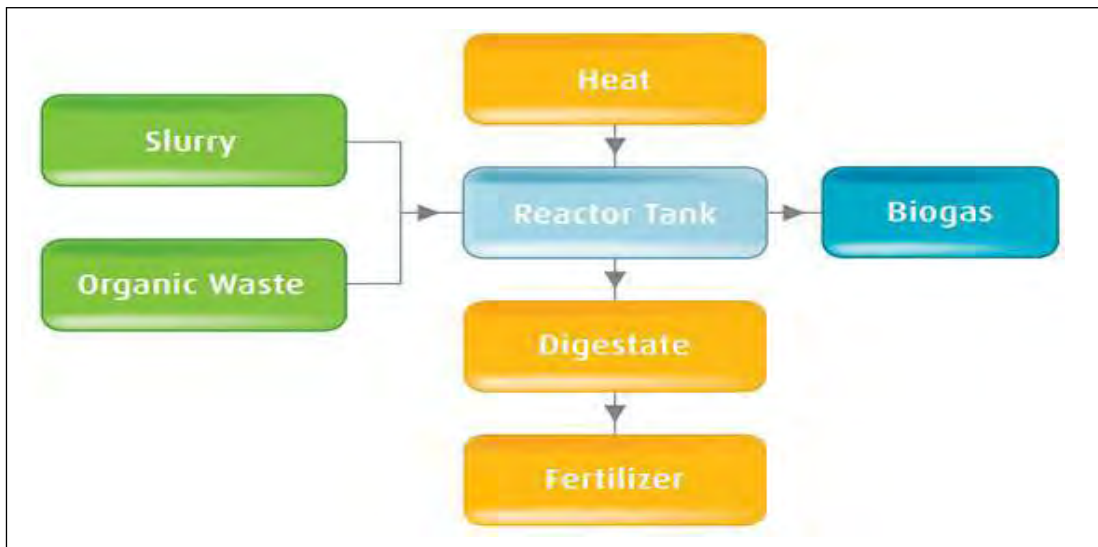 Heat
Slurry
Reactor Tank
Biogas
Organic Waste
Digestate
Fertilizer